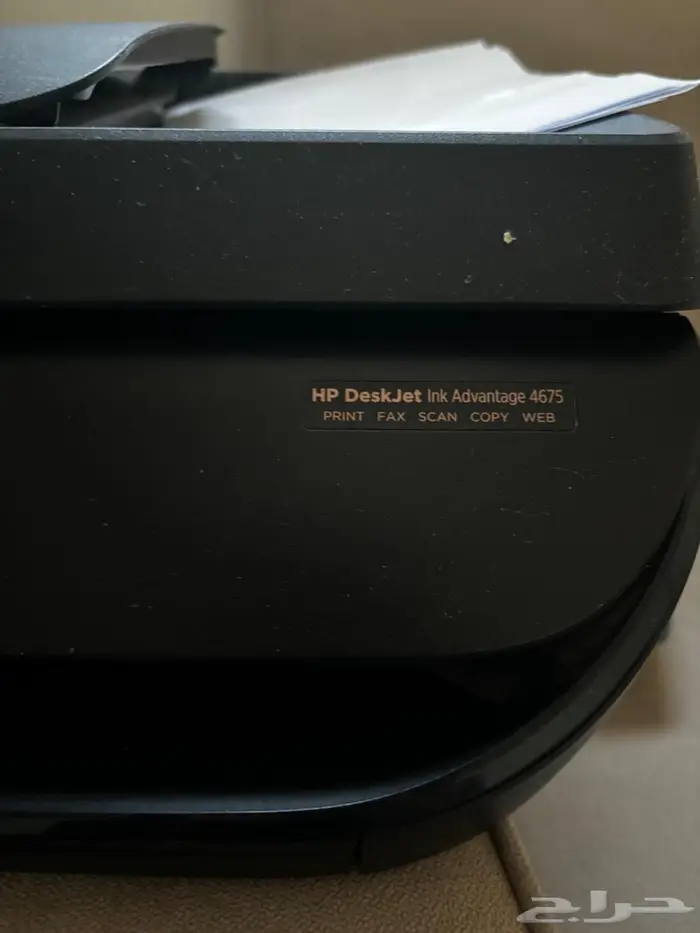 HP DeskJet Ink Advantage 4675
PRINT FAX SCAN COPY WEB
حراج